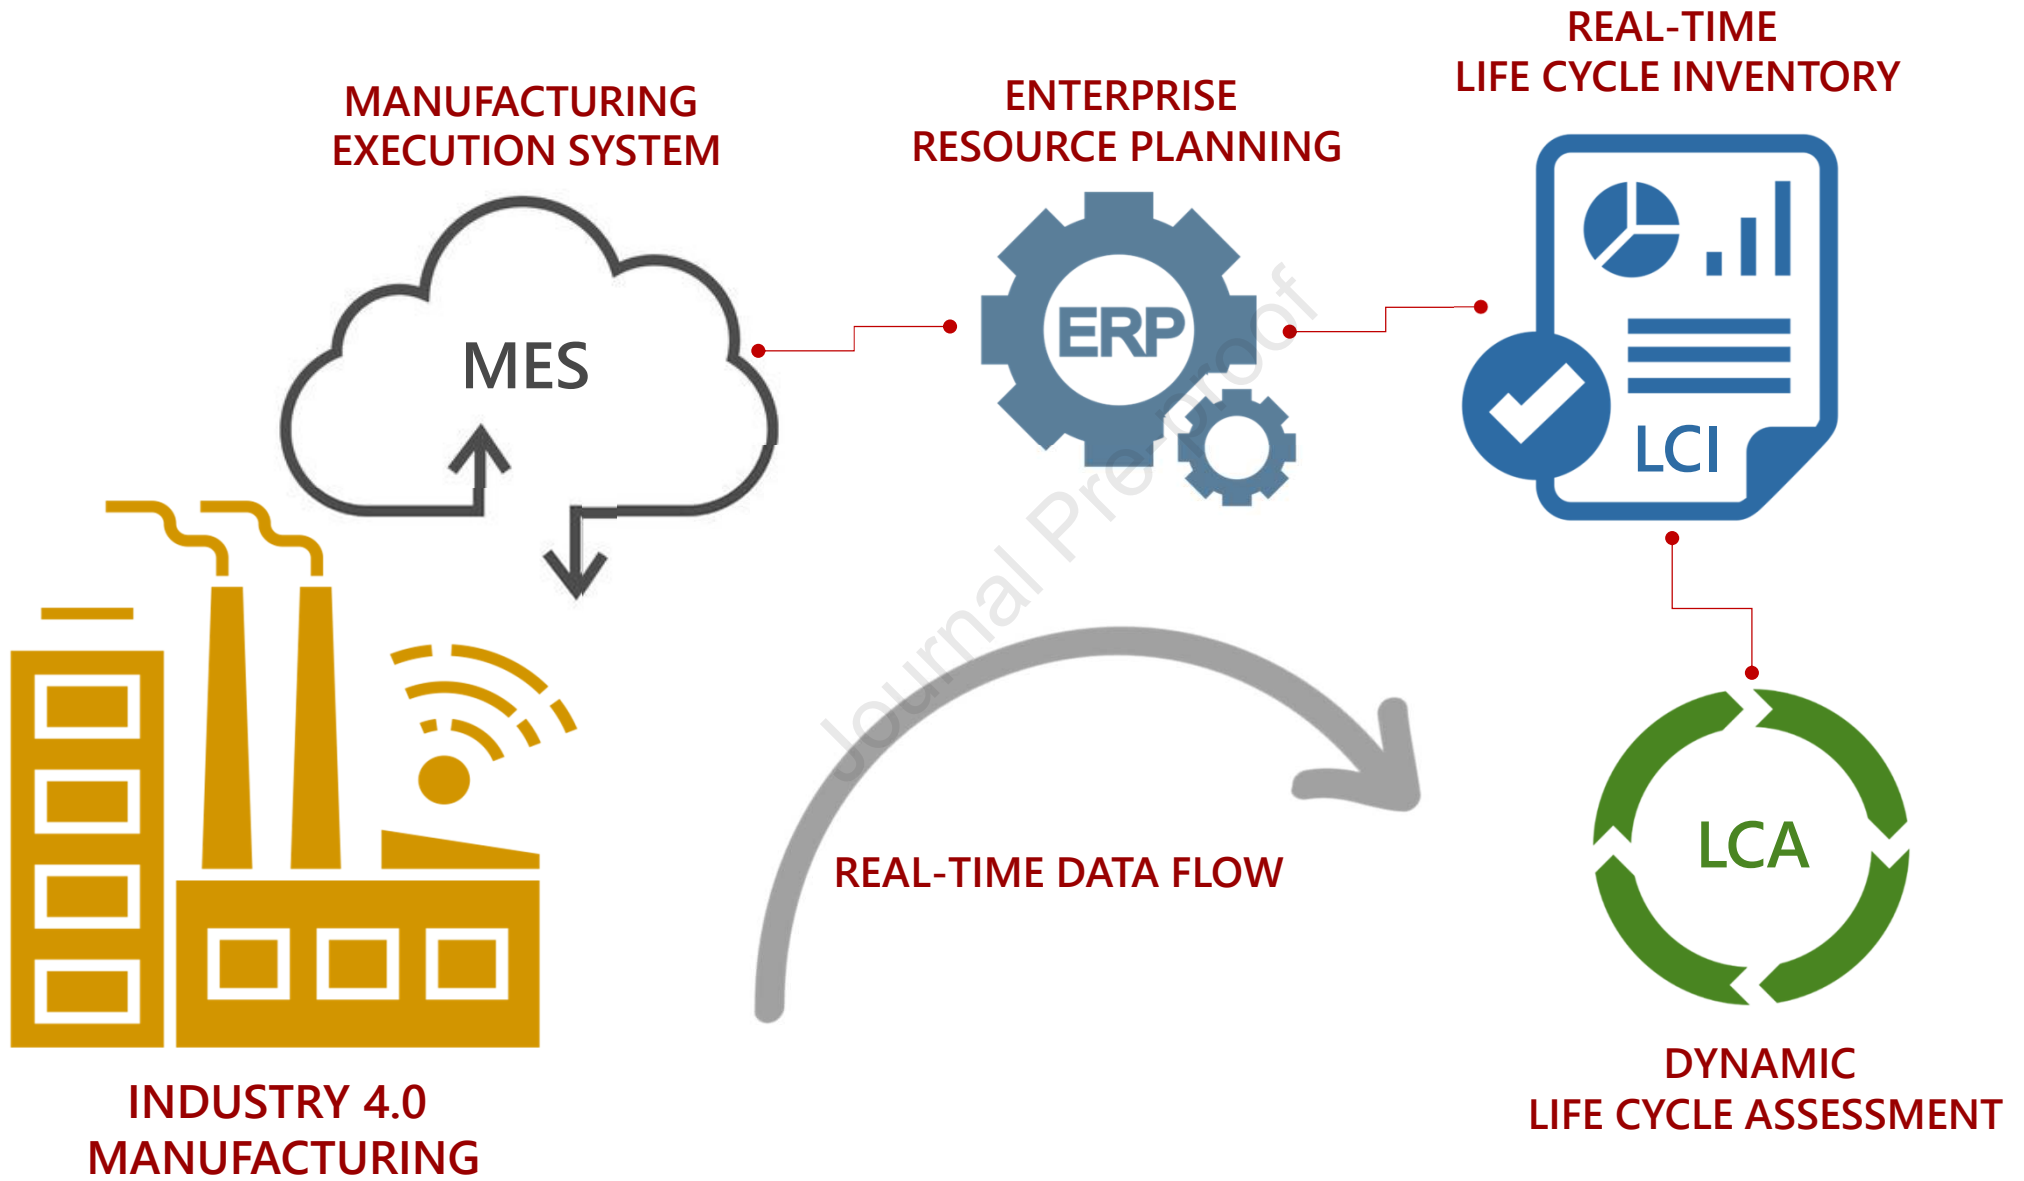 REAL-TIME
LIFE CYCLE INVENTORY
MANUFACTURING
EXECUTION SYSTEM
ENTERPRISE
RESOURCE PLANNING
MES
ERP
LCI
Journal Pre-proof
REAL-TIME DATA FLOW
LCA
INDUSTRY 4.0
MANUFACTURING
DYNAMIC
LIFE CYCLE ASSESSMENT